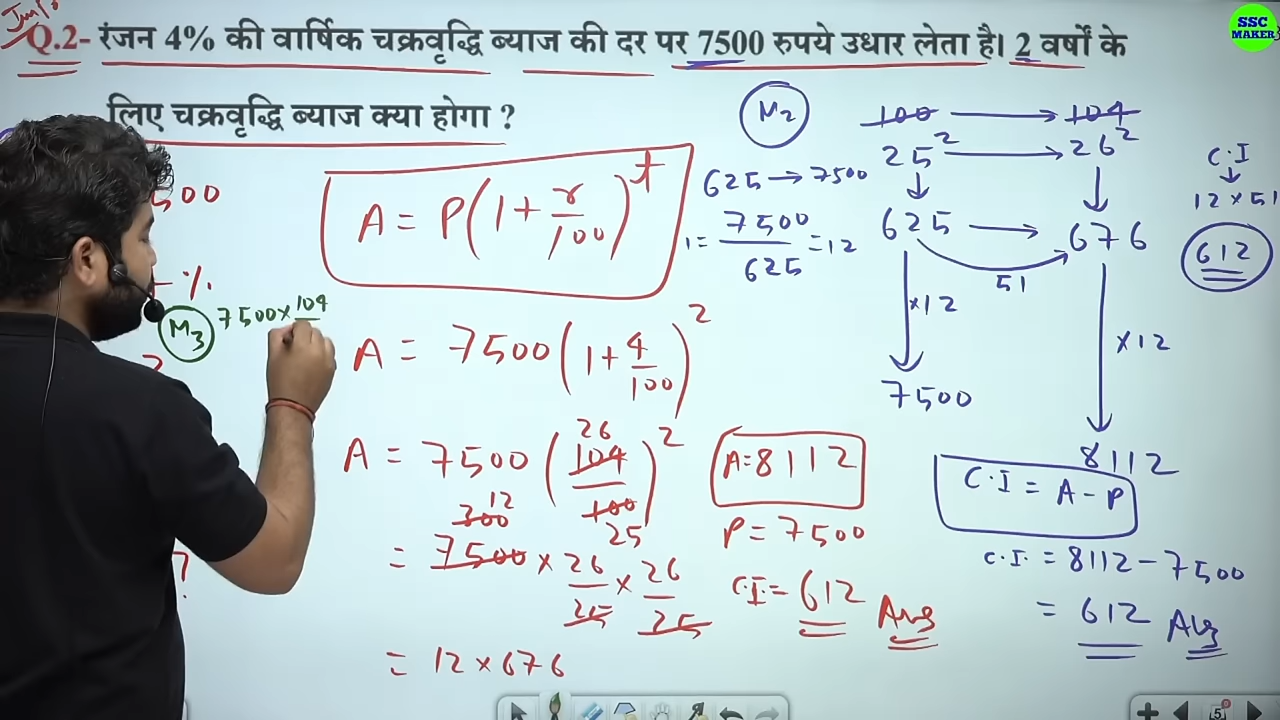 Q.2- रंजन 4% की वार्षिक चक्रवृद्धि ब्याज की दर पर 7500 रुपये उधार लेता है। 2 वर्षों के
लिए चक्रवृद्धि ब्याज क्या होगा ?
SSC
MAKER
500
%
?
M3 7500×104
A = P(1+r/100)^t
A = 7500(1+4/100)^2
26
A = 7500(104/100)^2
25
300 12
= 7500 × 26/25 × 26/25
= 12×676
A=8112
P = 7500
C.I. = 612 Ans
M2
100 → 104
25² → 26²
625 → 7500
1 = 7500/625 = 12
625 → 676
51
×12
×12
7500
8112
C.I
↓
12×51
612
C.I = A-P
C.I. = 8112-7500
= 612 Ans
5